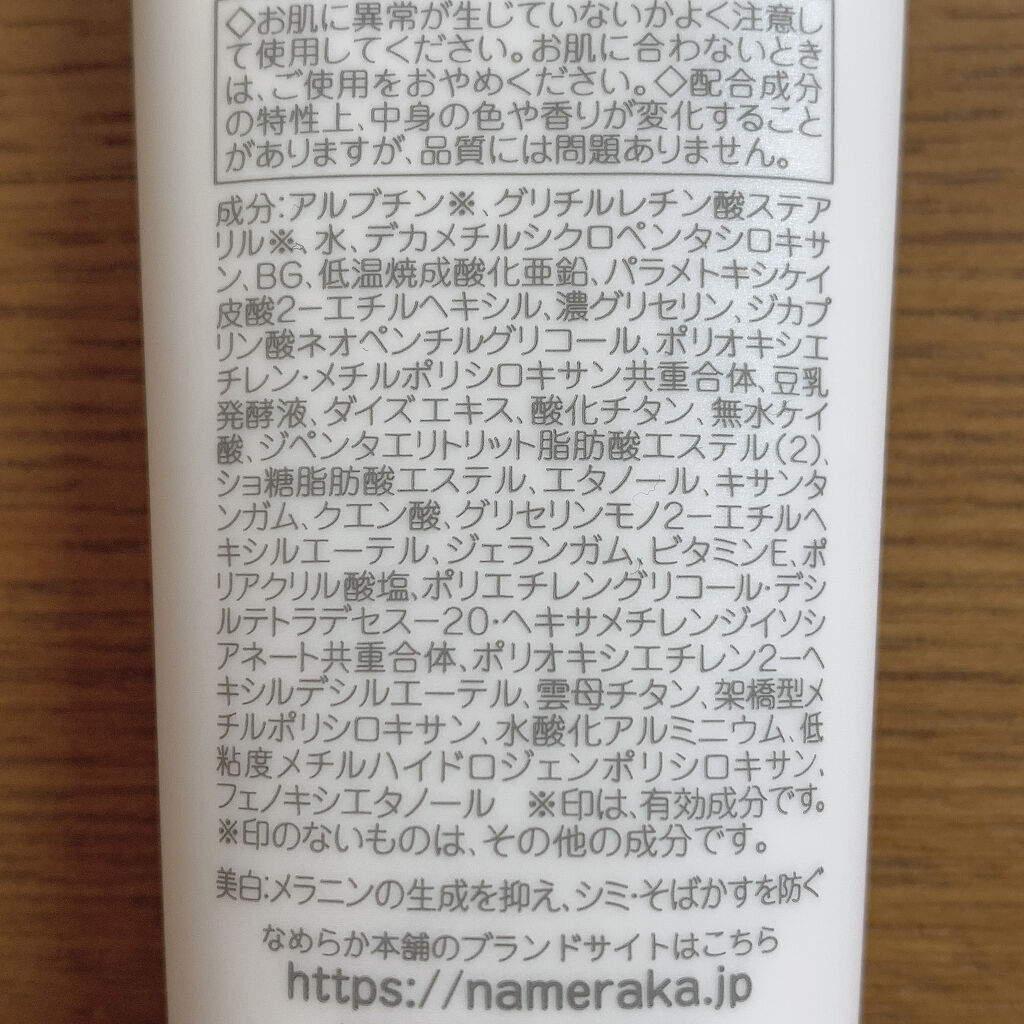 ◇お肌に異常が生じていないかよく注意し
て使用してください。お肌に合わないとき
は、ご使用をおやめください。◇配合成分
の特性上、中身の色や香りが変化すること
がありますが、品質には問題ありません。
成分：アルブチン※、グリチルレチン酸ステア
リル※、水、デカメチルシクロペンタシロキサ
ン、BG、低温焼成酸化亜鉛、パラメトキシケイ
皮酸2－エチルヘキシル、濃グリセリン、ジカプ
リン酸ネオペンチルグリコール、ポリオキシエ
チレン・メチルポリシロキサン共重合体、豆乳
発酵液、ダイズエキス、酸化チタン、無水ケイ
酸、ジペンタエリトリット脂肪酸エステル(2)、
ショ糖脂肪酸エステル、エタノール、キサンタ
ンガム、クエン酸、グリセリンモノ2－エチルヘ
キシルエーテル、ジェランガム、ビタミンE、ポ
リアクリル酸塩、ポリエチレングリコール・デシ
ルテトラデセス－20・ヘキサメチレンジイソシ
アネート共重合体、ポリオキシエチレン2－ヘ
キシルデシルエーテル、雲母チタン、架橋型メ
チルポリシロキサン、水酸化アルミニウム、低
粘度メチルハイドロジェンポリシロキサン、
フェノキシエタノール　※印は、有効成分です。
※印のないものは、その他の成分です。
美白：メラニンの生成を抑え、シミ・そばかすを防ぐ
なめらか本舗のブランドサイトはこちら
https://nameraka.jp